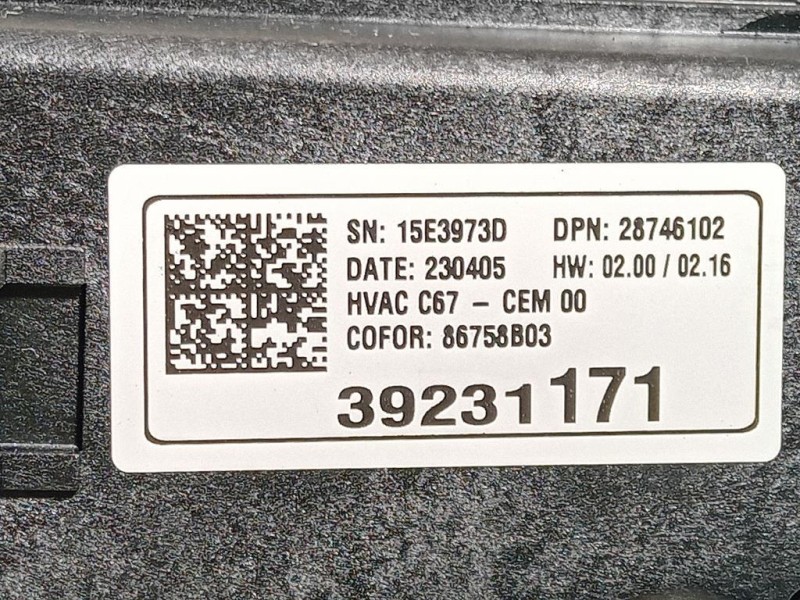 SN: 15E3973D DPN: 28746102
DATE: 230405 HW: 02.00 / 02.16
HVAC C67 - CEM 00
COFOR: 86758B03
39231171